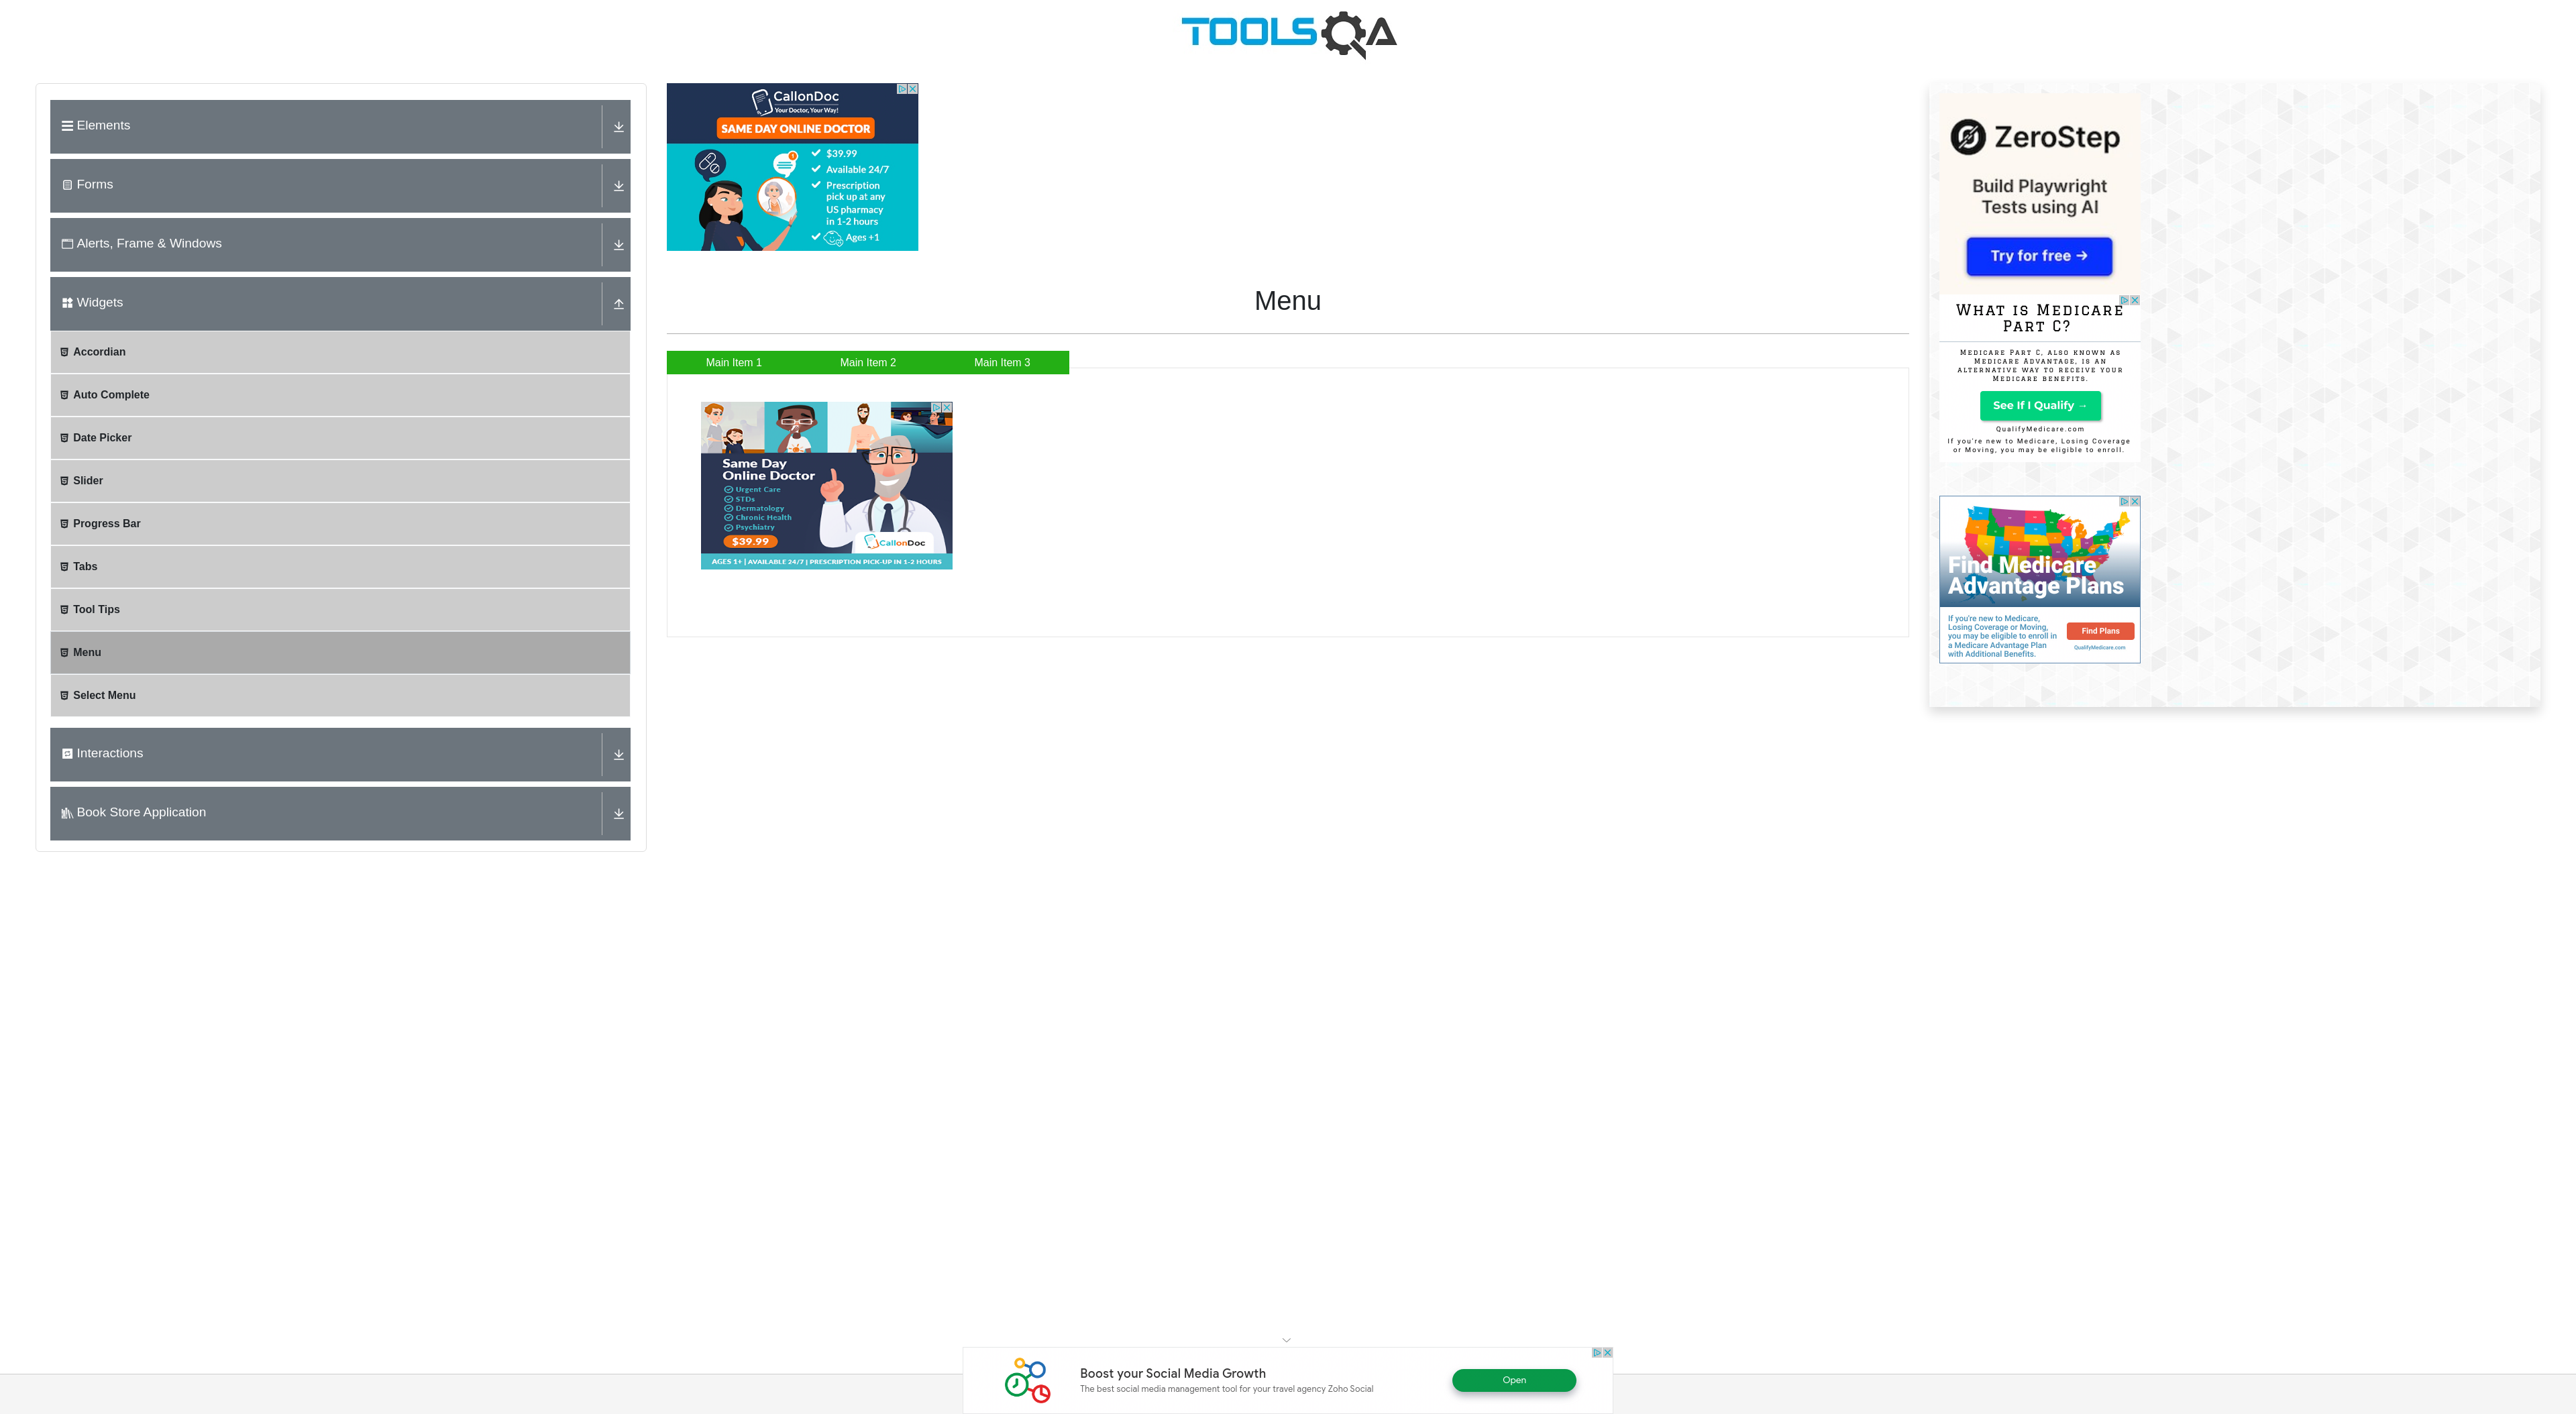 TOOLSQA
Elements
Forms
Alerts, Frame & Windows
Widgets
Accordian
Auto Complete
Date Picker
Slider
Progress Bar
Tabs
Tool Tips
Menu
Select Menu
Interactions
Book Store Application
CallonDoc
Your Doctor, Your Way!
SAME DAY ONLINE DOCTOR
$39.99
Available 24/7
Prescription
pick up at any
US pharmacy
in 1-2 hours
Ages +1
Menu
Main Item 1
Main Item 2
Main Item 3
Same Day
Online Doctor
Urgent Care
STDs
Dermatology
Chronic Health
Psychiatry
$39.99
CallonDoc
AGES 1+ | AVAILABLE 24/7 | PRESCRIPTION PICK-UP IN 1-2 HOURS
ZeroStep
Build Playwright
Tests using AI
Try for free →
What is Medicare
Part C?
Medicare Part C, also known as
Medicare Advantage, is an
alternative way to receive your
Medicare benefits.
See If I Qualify →
QualifyMedicare.com
If you're new to Medicare, Losing Coverage
or Moving, you may be eligible to enroll.
Find Medicare
Advantage Plans
If you're new to Medicare,
Losing Coverage or Moving,
you may be eligible to enroll in
a Medicare Advantage Plan
with Additional Benefits.
Find Plans
QualifyMedicare.com
Boost your Social Media Growth
The best social media management tool for your travel agency Zoho Social
Open